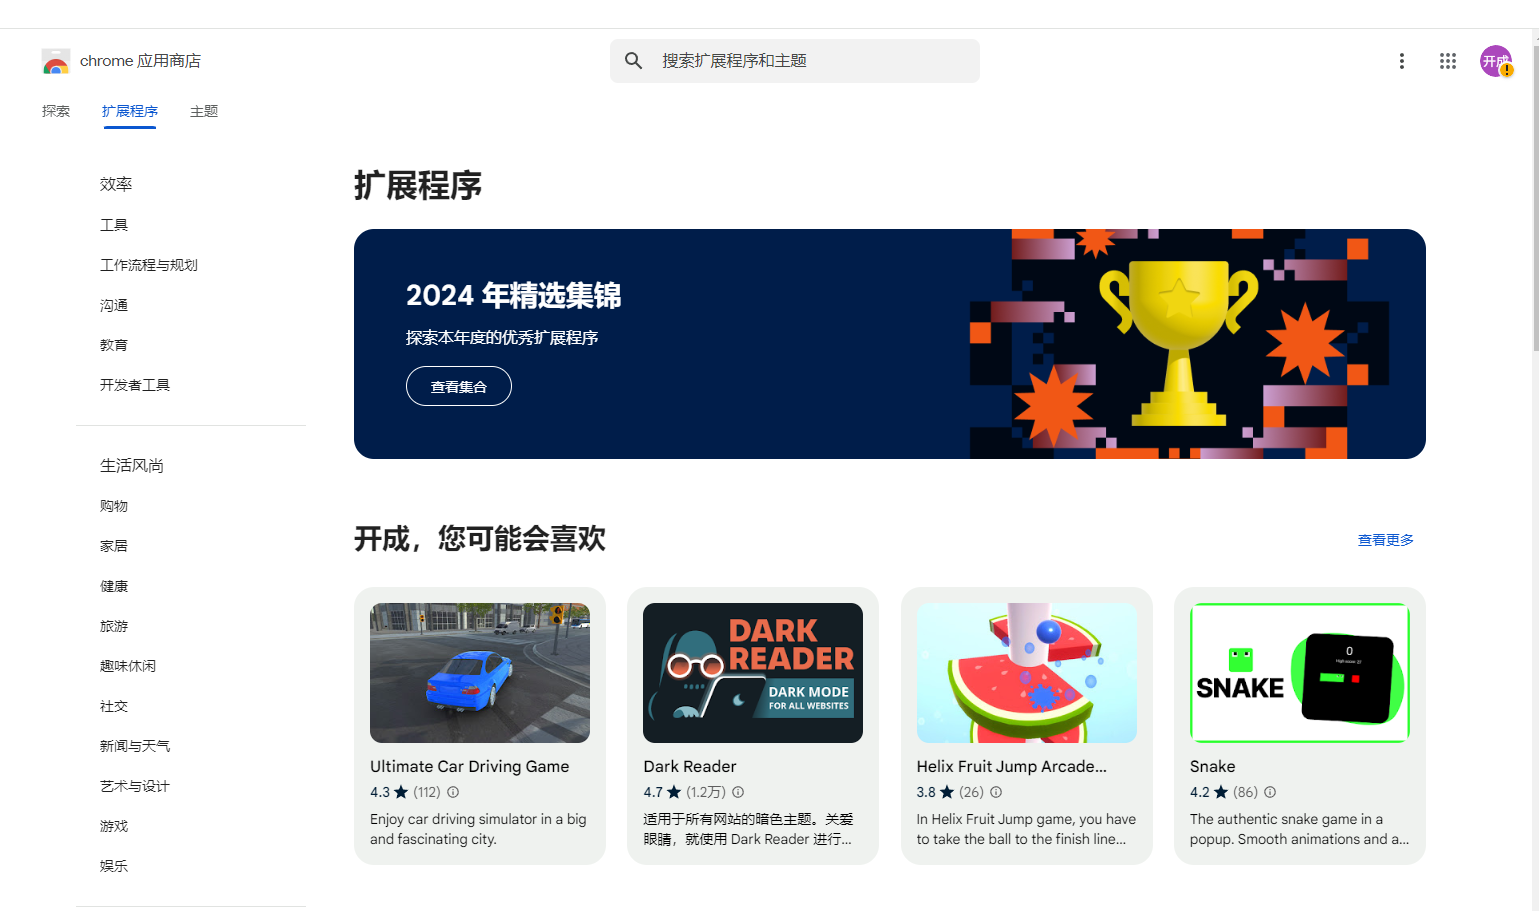 chrome 应用商店
搜索扩展程序和主题
开成
探索
扩展程序
主题
效率
工具
工作流程与规划
沟通
教育
开发者工具
生活风尚
购物
家居
健康
旅游
趣味休闲
社交
新闻与天气
艺术与设计
游戏
娱乐
扩展程序
2024 年精选集锦
探索本年度的优秀扩展程序
查看集合
开成，您可能会喜欢
查看更多
DARK
READER
DARK MODE
FOR ALL WEBSITES
SNAKE
0
High score: 27
Ultimate Car Driving Game
4.3 ★ (112)
Enjoy car driving simulator in a big
and fascinating city.
Dark Reader
4.7 ★ (1.2万)
适用于所有网站的暗色主题。关爱
眼睛，就使用 Dark Reader 进行...
Helix Fruit Jump Arcade...
3.8 ★ (26)
In Helix Fruit Jump game, you have
to take the ball to the finish line...
Snake
4.2 ★ (86)
The authentic snake game in a
popup. Smooth animations and a...